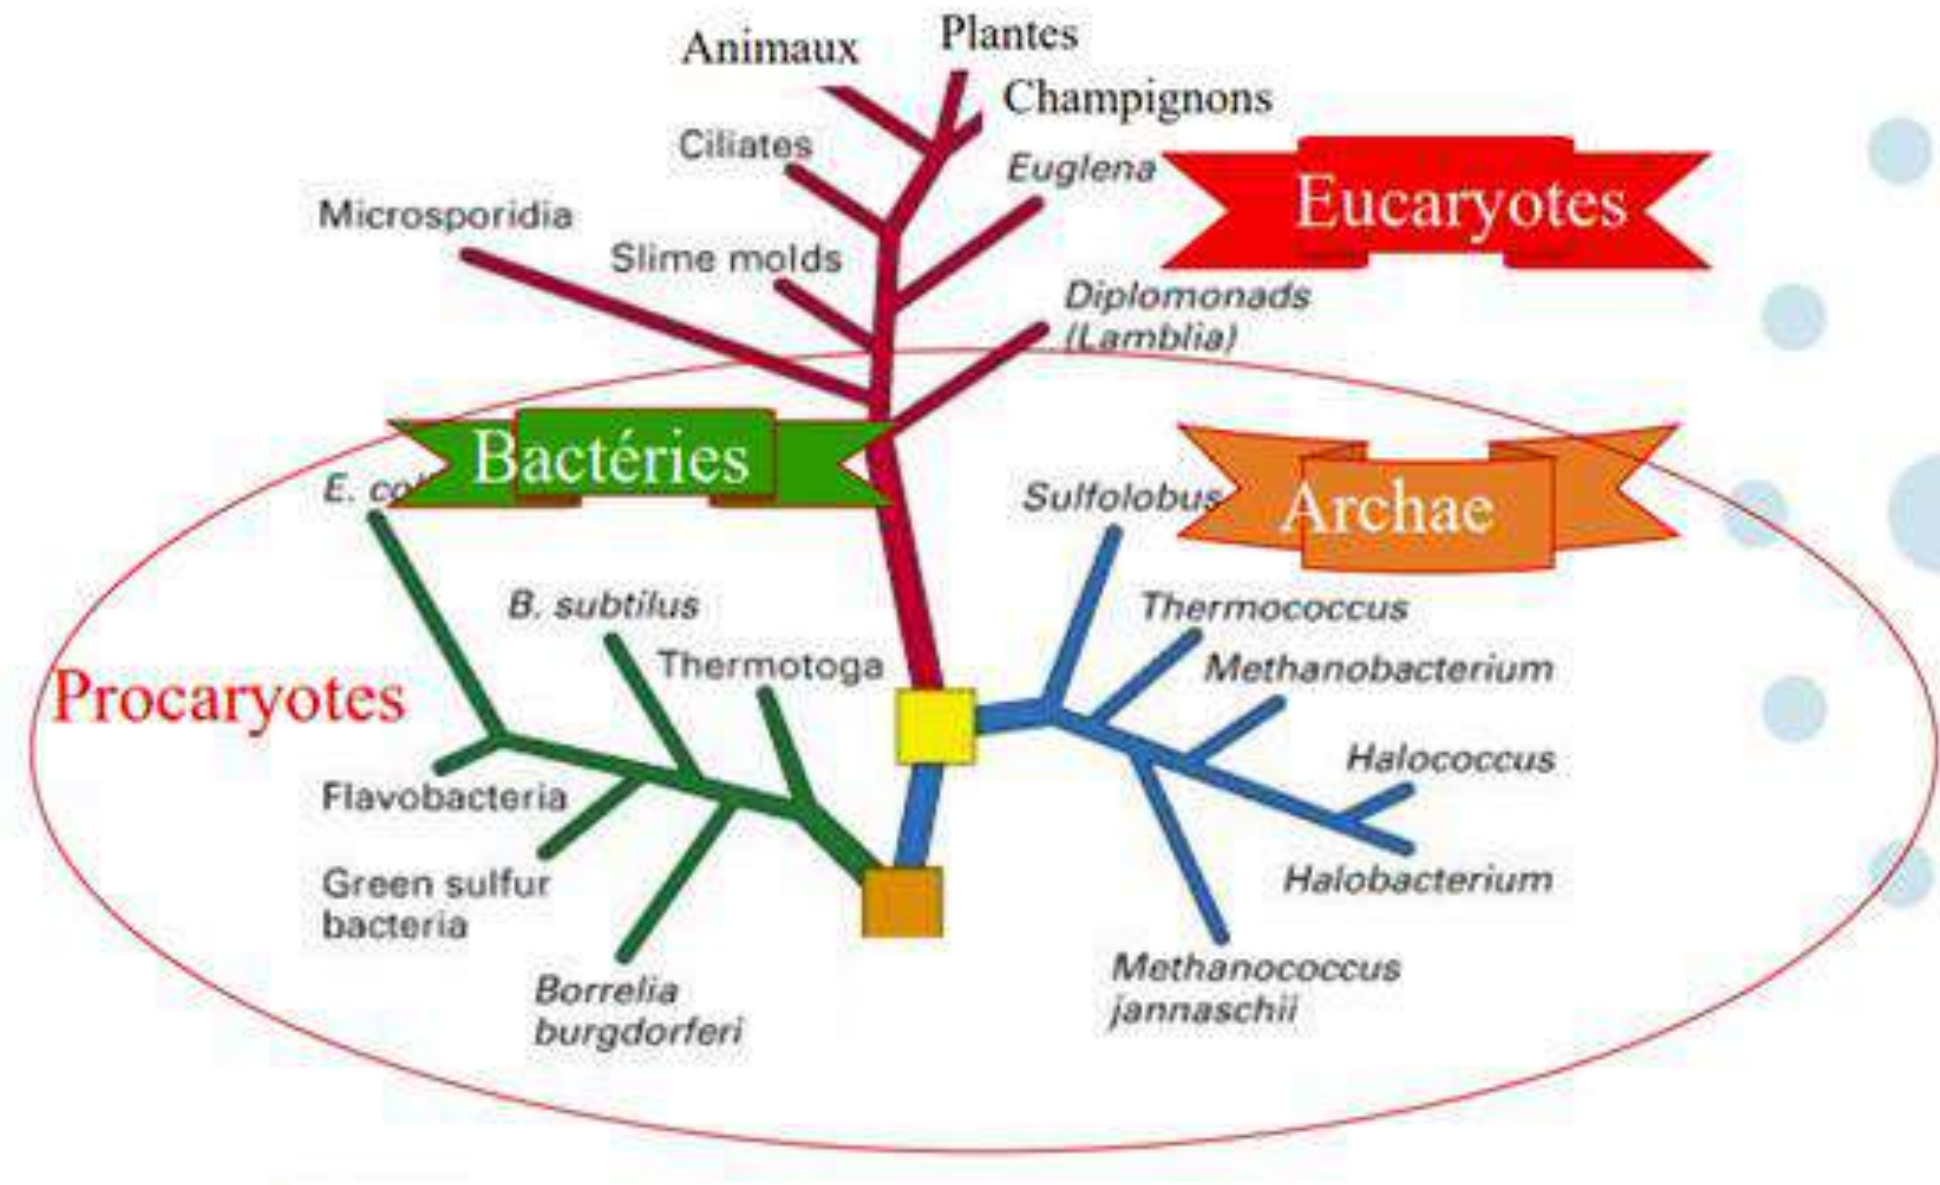 Plantes
Animaux
Champignons
Ciliates
Euglena
Eucaryotes
Microsporidia
Slime molds
Diplomonads
(Lamblia)
Bactéries
E.
Sulfolobus
Archae
B. subtilus
Thermococcus
Thermotoga
Methanobacterium
Procaryotes
Halococcus
Flavobacteria
Green sulfur
bacteria
Halobacterium
Borrelia
burgdorferi
Methanococcus
jannaschii